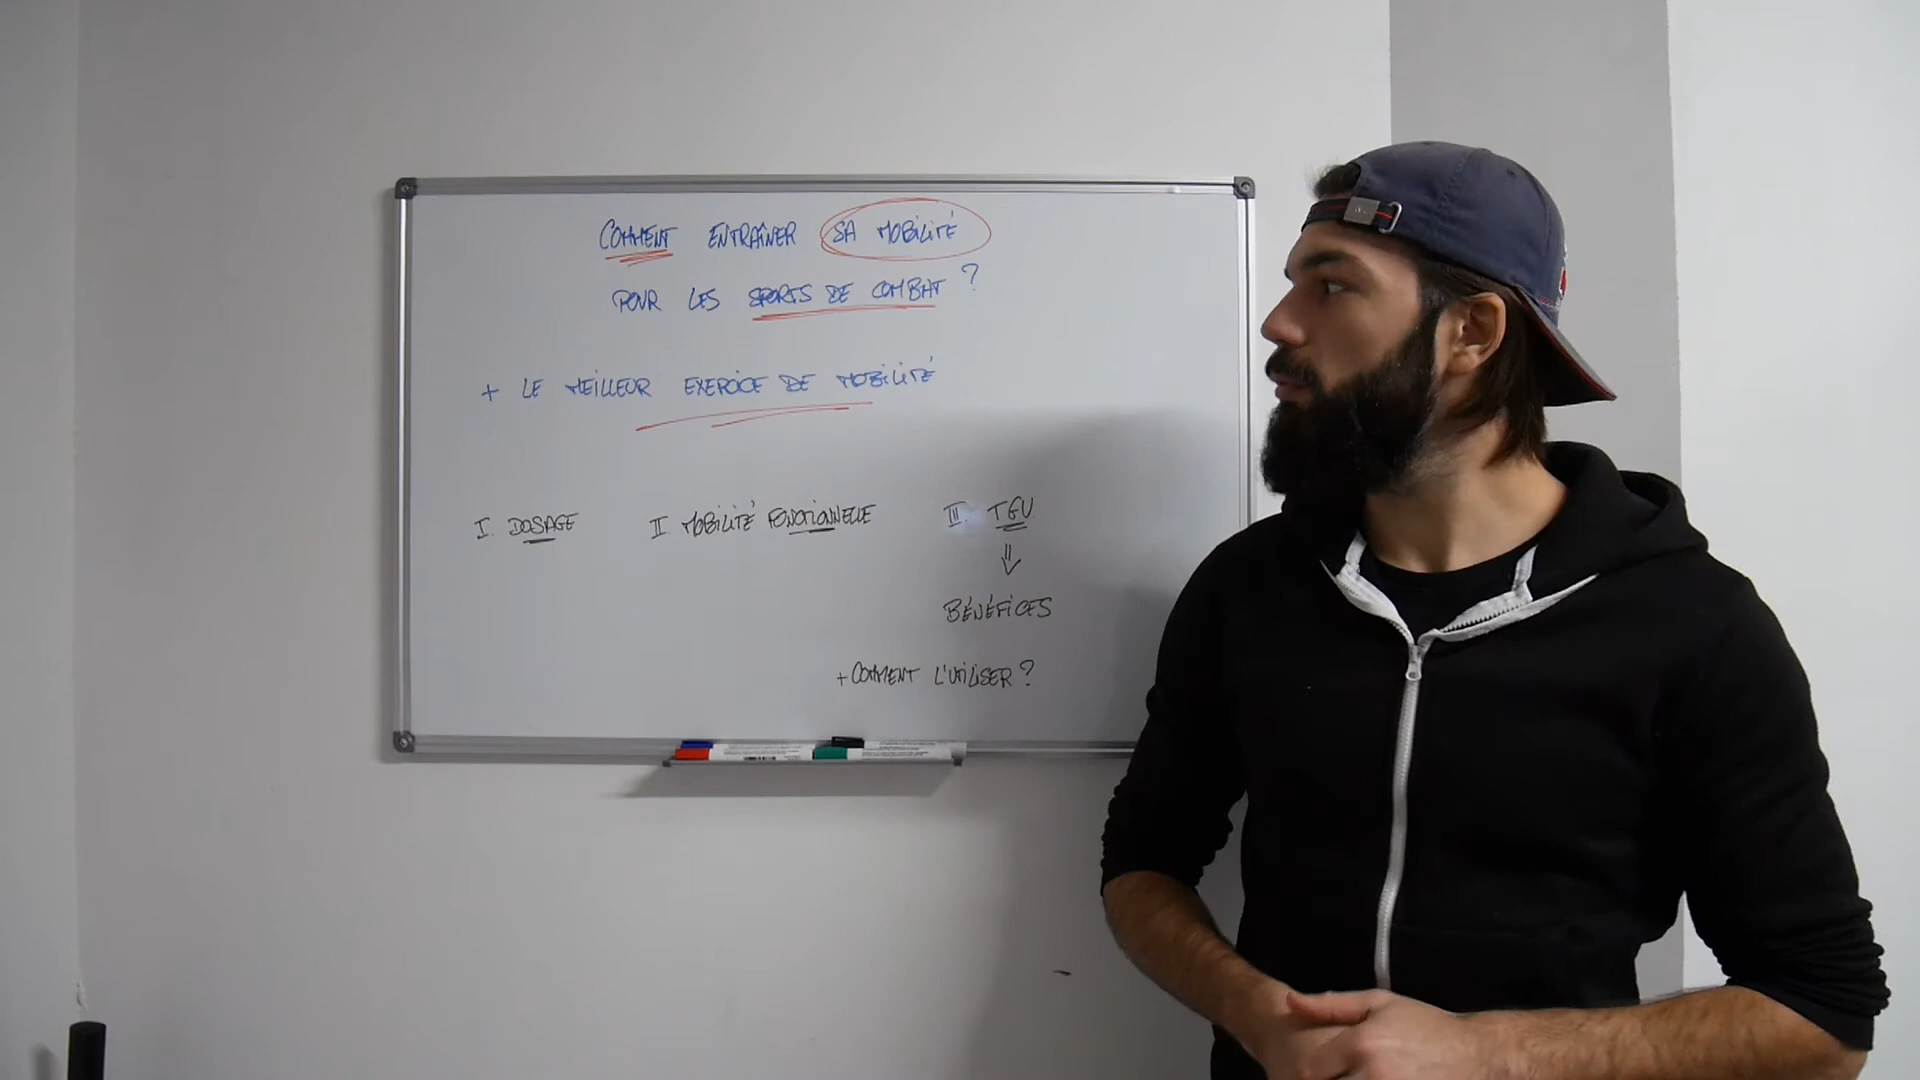 COMMENT ENTRAÎNER SA MOBILITÉ
POUR LES SPORTS DE COMBAT ?
+ LE MEILLEUR EXERCICE DE MOBILITÉ
I. DOSAGE II MOBILITÉ FONCTIONNELLE III. TGU
⇓
BÉNÉFICES
+ COMMENT L'UTILISER ?